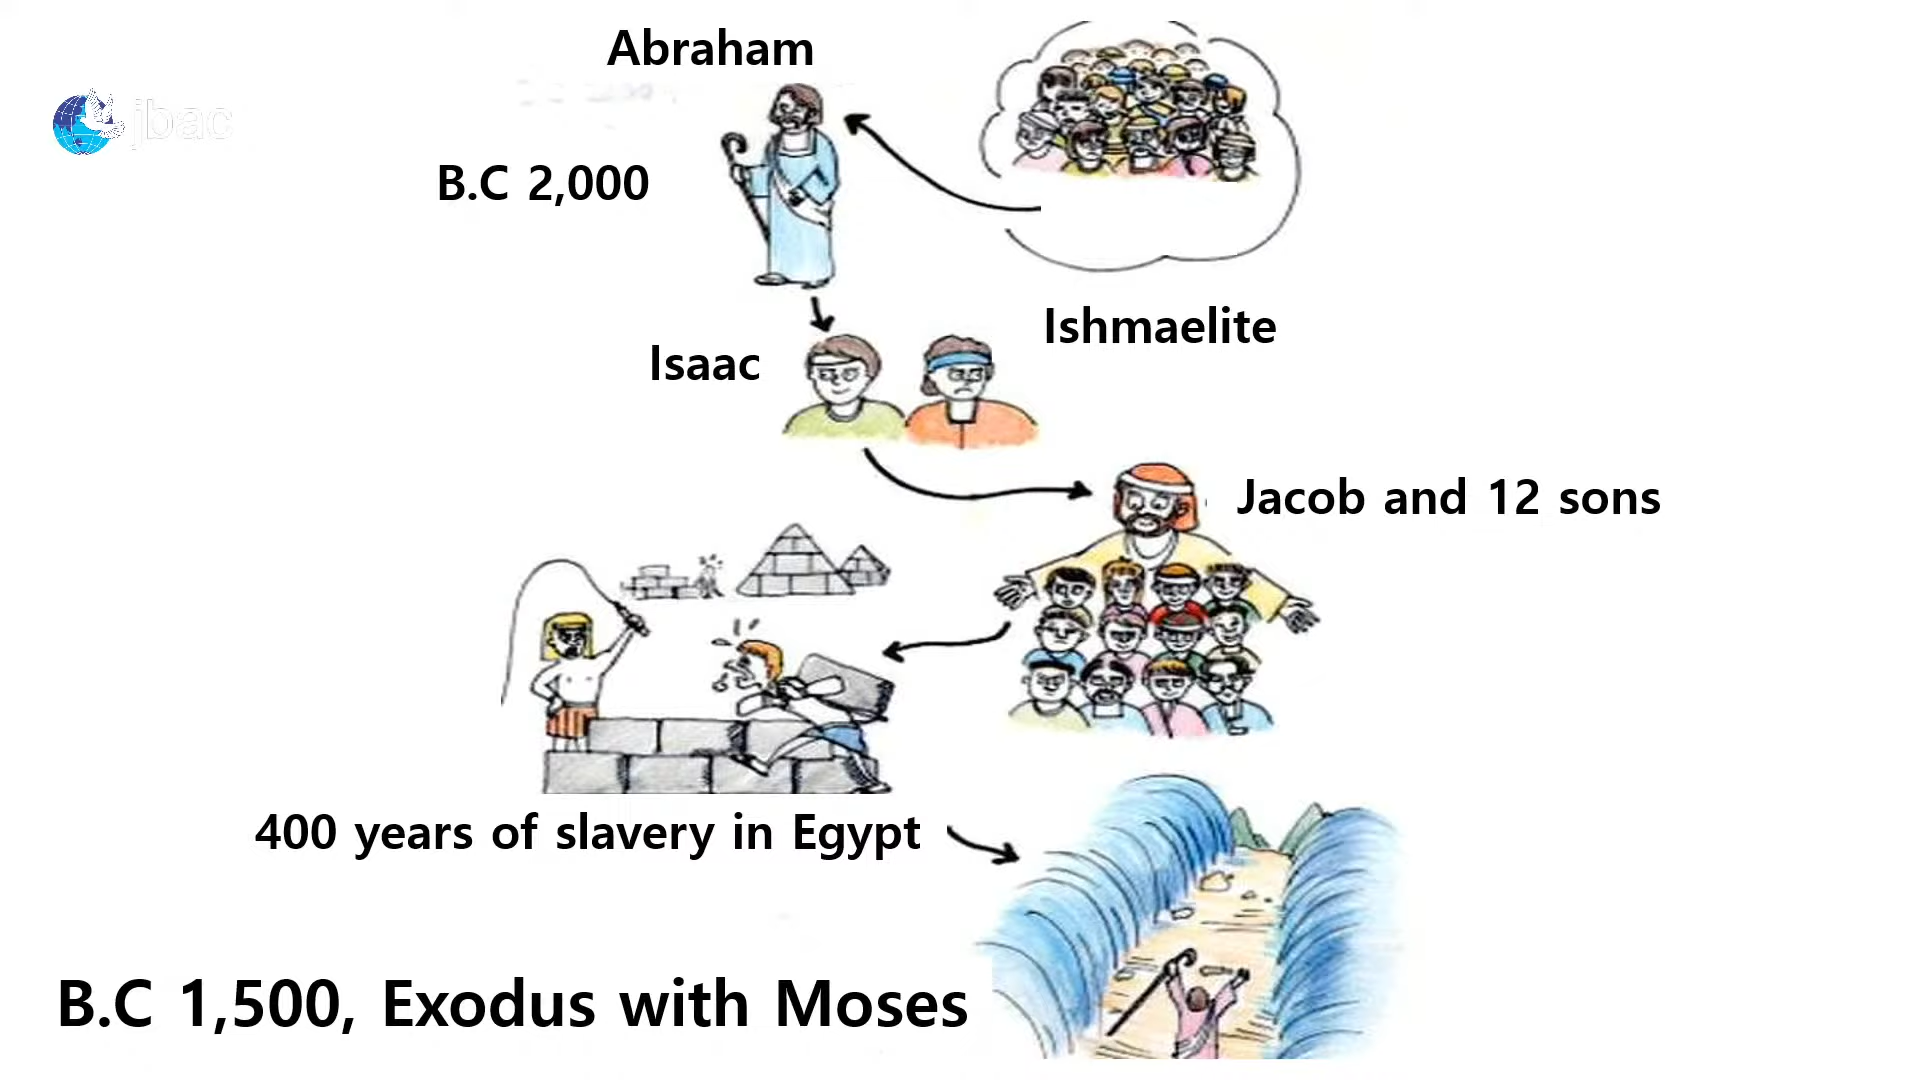 Abraham
jbac
B.C 2,000
Ishmaelite
Isaac
Jacob and 12 sons
400 years of slavery in Egypt
B.C 1,500, Exodus with Moses